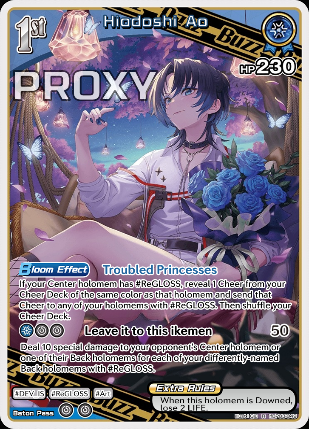 1st
Hiodoshi Ao
Buzz Buzz
HP 230
PROXY
Bloom Effect Troubled Princesses
If your Center holomem has #ReGLOSS, reveal 1 Cheer from your
Cheer Deck of the same color as that holomem and send that
Cheer to any of your holomems with #ReGLOSS. Then shuffle your
Cheer Deck.
Leave it to this ikemen 50
Deal 10 special damage to your opponent's Center holomem or
one of their Back holomems for each of your differently-named
Back holomems with #ReGLOSS.
#DEV_IS #ReGLOSS #Art
Extra Rules
When this holomem is Downed,
lose 2 LIFE.
Baton Pass